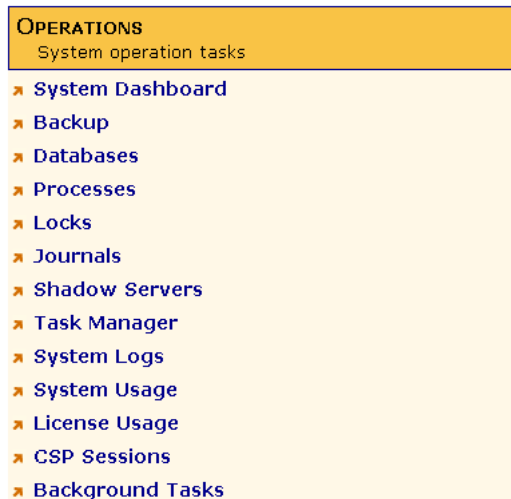 OPERATIONS
System operation tasks
System Dashboard
Backup
Databases
Processes
Locks
Journals
Shadow Servers
Task Manager
System Logs
System Usage
License Usage
CSP Sessions
Background Tasks